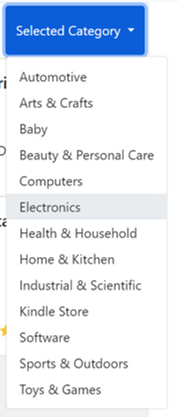 Selected Category
Automotive
Arts & Crafts
Baby
Beauty & Personal Care
Computers
Electronics
Health & Household
Home & Kitchen
Industrial & Scientific
Kindle Store
Software
Sports & Outdoors
Toys & Games